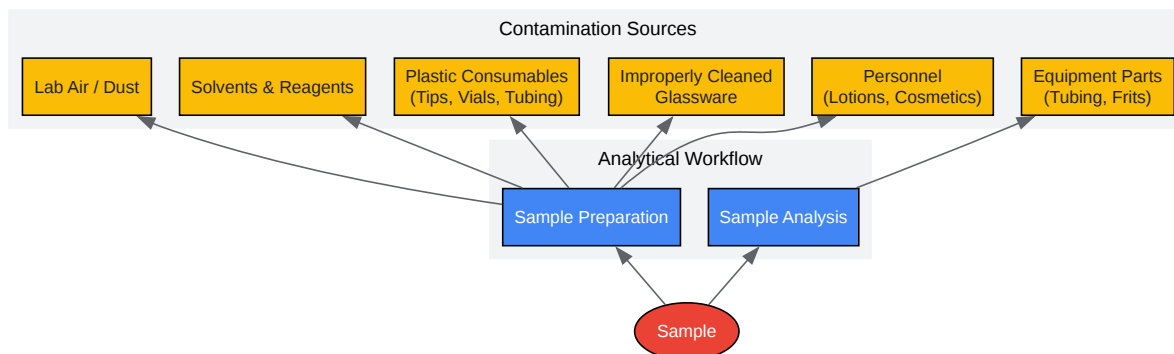 Contamination Sources
Lab Air / Dust
Solvents & Reagents
Plastic Consumables
(Tips, Vials, Tubing)
Improperly Cleaned
Glassware
Personnel
(Lotions, Cosmetics)
Equipment Parts
(Tubing, Frits)
Analytical Workflow
Sample Preparation
Sample Analysis
Sample